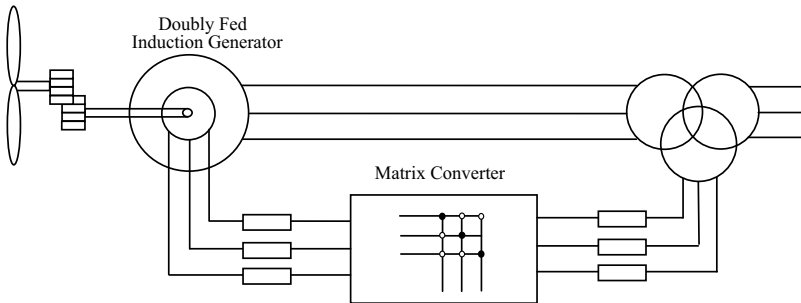 Doubly Fed
Induction Generator
Matrix Converter